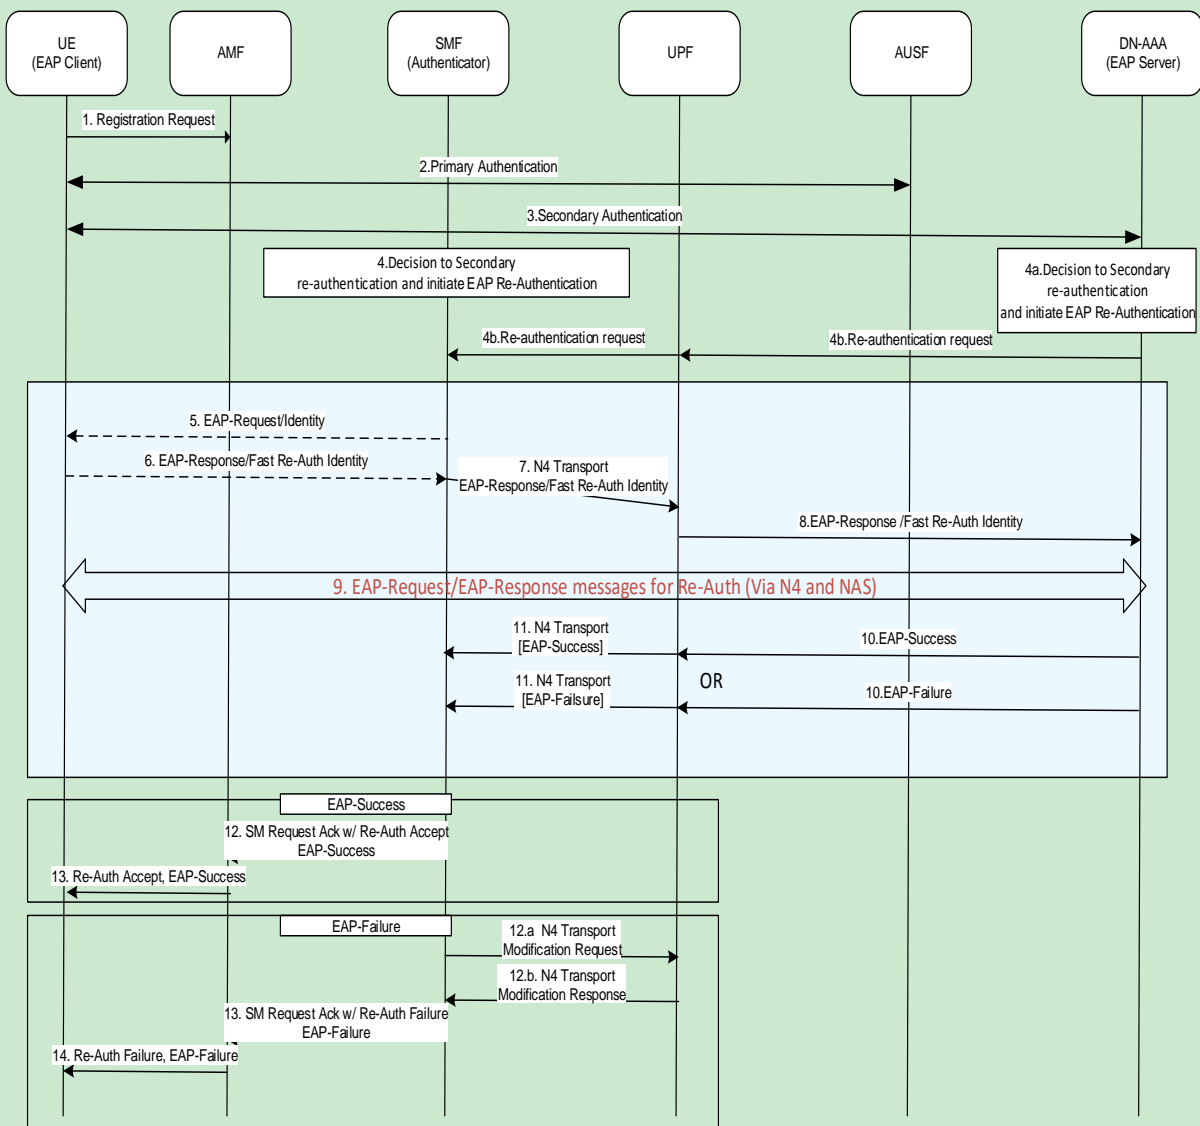 UE
(EAP Client)
AMF
SMF
(Authenticator)
UPF
AUSF
DN-AAA
(EAP Server)
1. Registration Request
2.Primary Authentication
3.Secondary Authentication
4.Decision to Secondary
re-authentication and initiate EAP Re-Authentication
4a.Decision to Secondary
re-authentication
and initiate EAP Re-Authentication
4b.Re-authentication request
4b.Re-authentication request
5. EAP-Request/Identity
6. EAP-Response/Fast Re-Auth Identity
7. N4 Transport
EAP-Response/Fast Re-Auth Identity
8.EAP-Response /Fast Re-Auth Identity
9. EAP-Request/EAP-Response messages for Re-Auth (Via N4 and NAS)
11. N4 Transport
[EAP-Success]
10.EAP-Success
OR
11. N4 Transport
[EAP-Failsure]
10.EAP-Failure
EAP-Success
12. SM Request Ack w/ Re-Auth Accept
EAP-Success
13. Re-Auth Accept, EAP-Success
EAP-Failure
12.a N4 Transport
Modification Request
12.b. N4 Transport
Modification Response
13. SM Request Ack w/ Re-Auth Failure
EAP-Failure
14. Re-Auth Failure, EAP-Failure